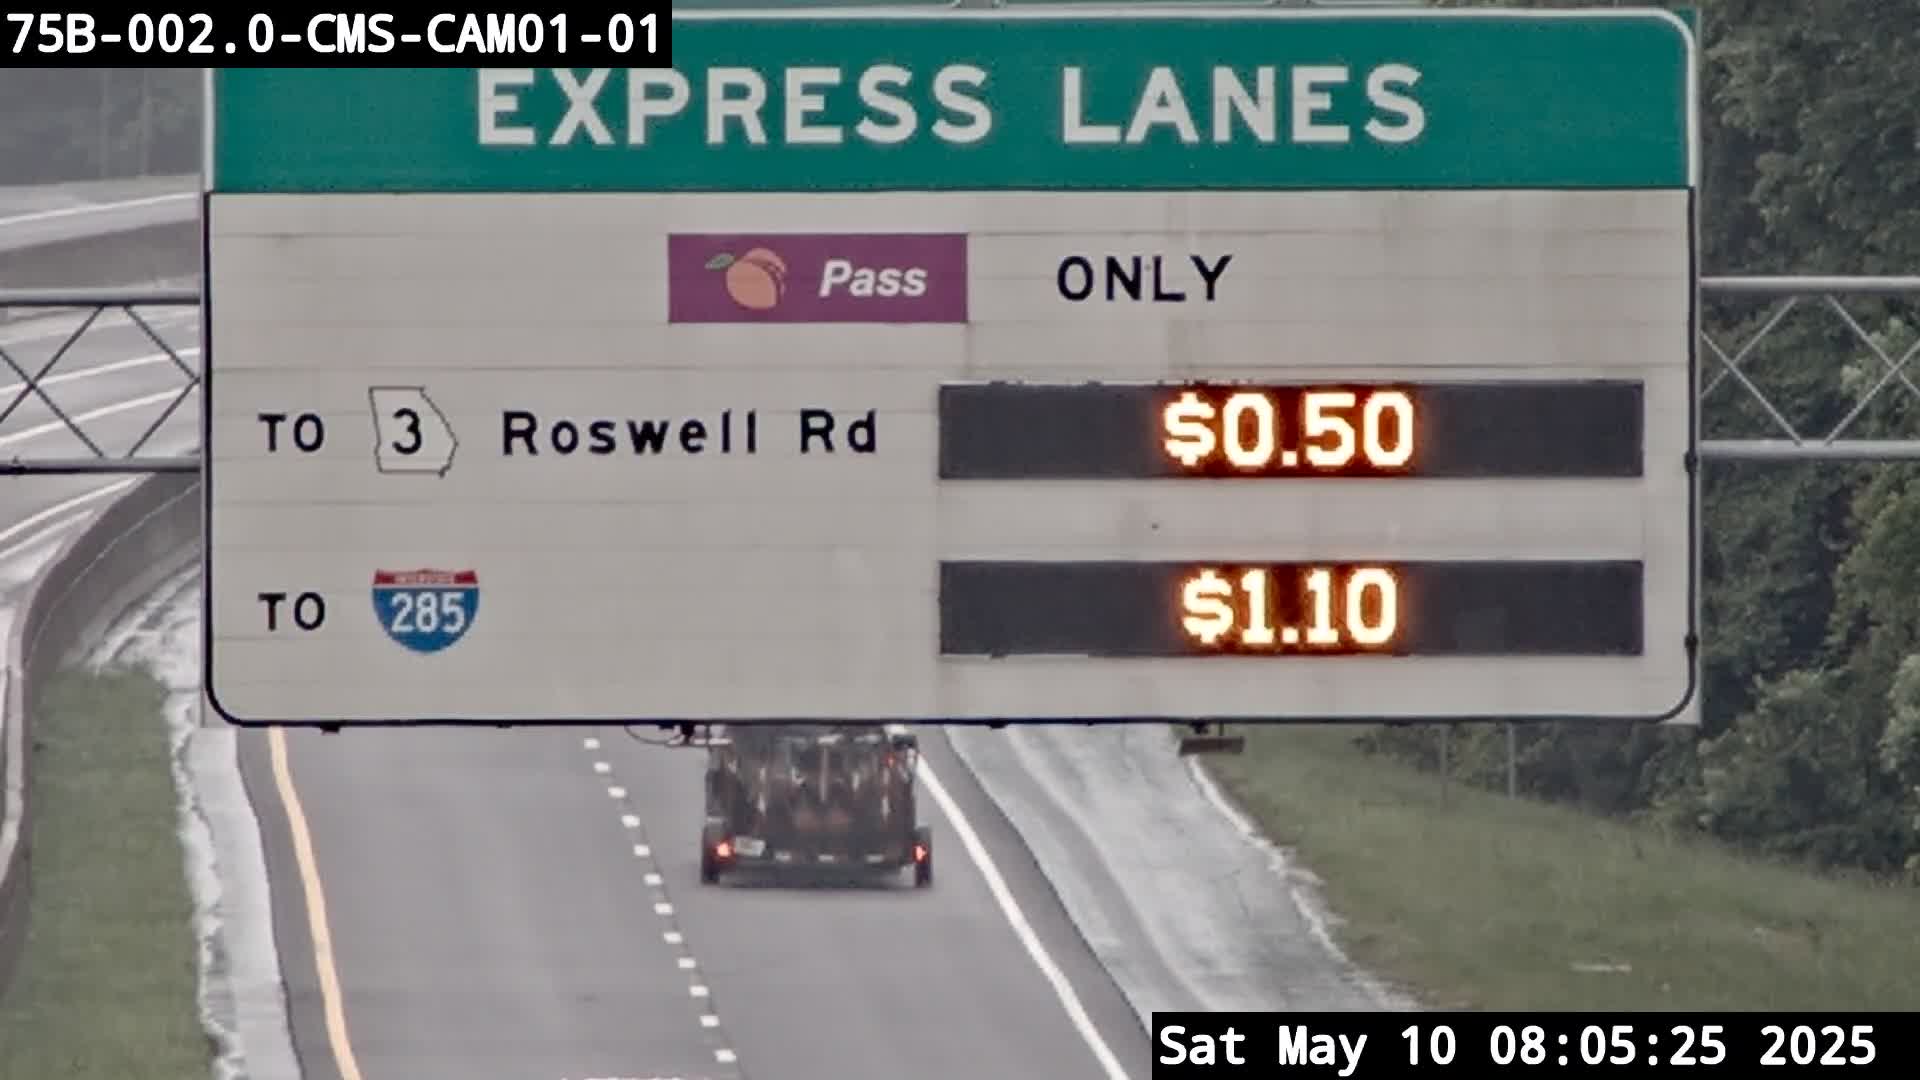 75B-002.0-CMS-CAM01-01
EXPRESS LANES
Pass ONLY
TO 3 Roswell Rd $0.50
TO 285 $1.10
Sat May 10 08:05:25 2025